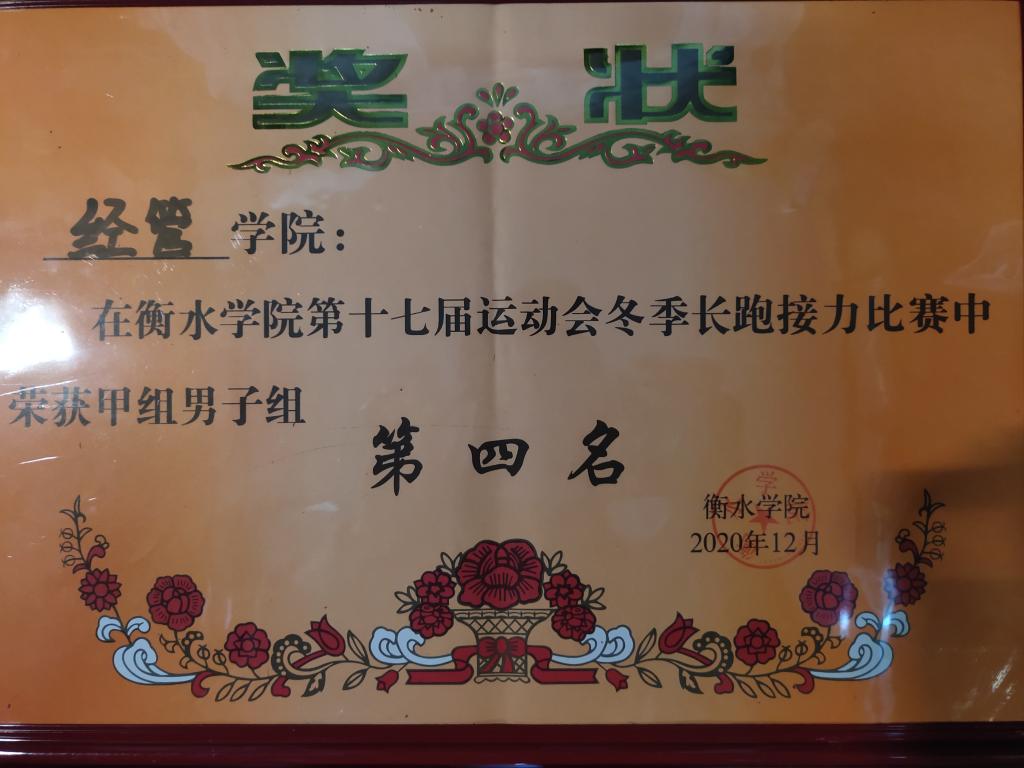 奖 状
经管 学院：
在衡水学院第十七届运动会冬季长跑接力比赛中
荣获甲组男子组
第四名
衡水学院
2020年12月